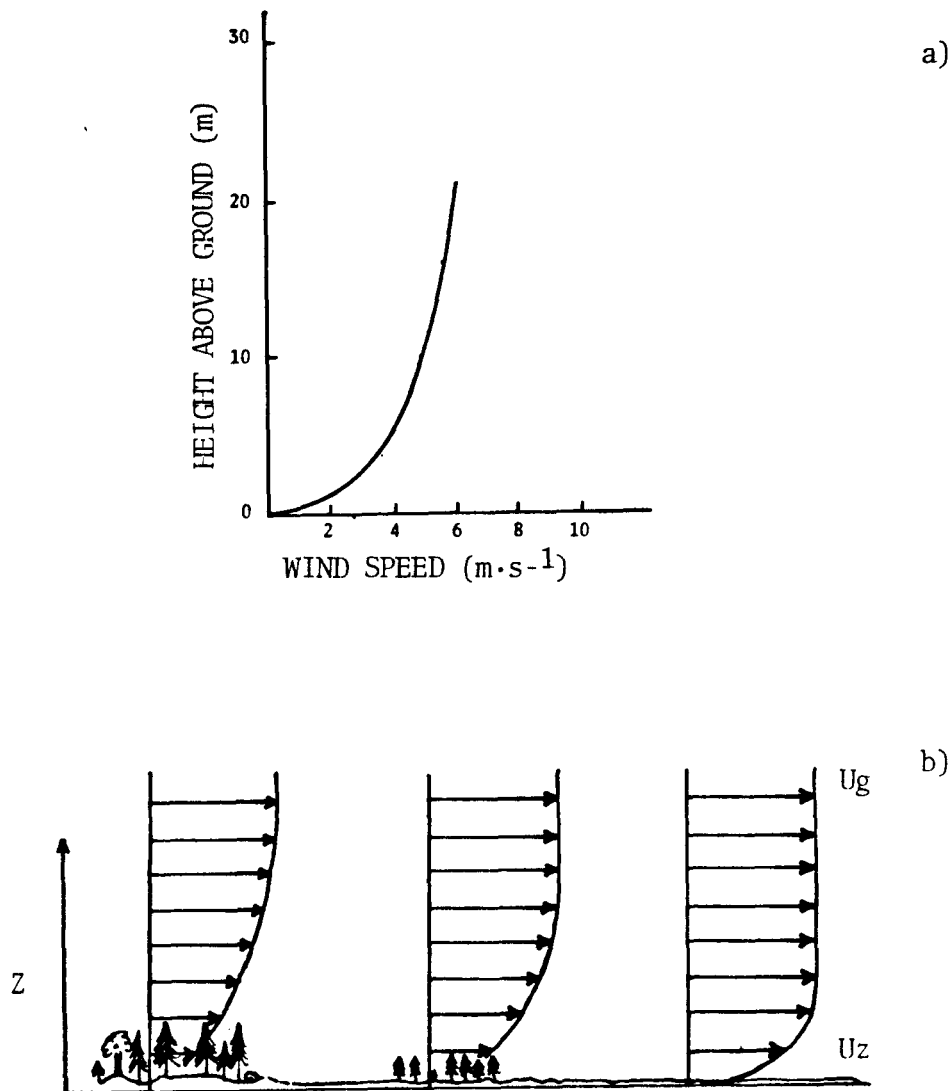 a)
30
20
10
0
HEIGHT ABOVE GROUND (m)
2 4 6 8 10
WIND SPEED (m·s-1)
b)
Ug
Z
Uz